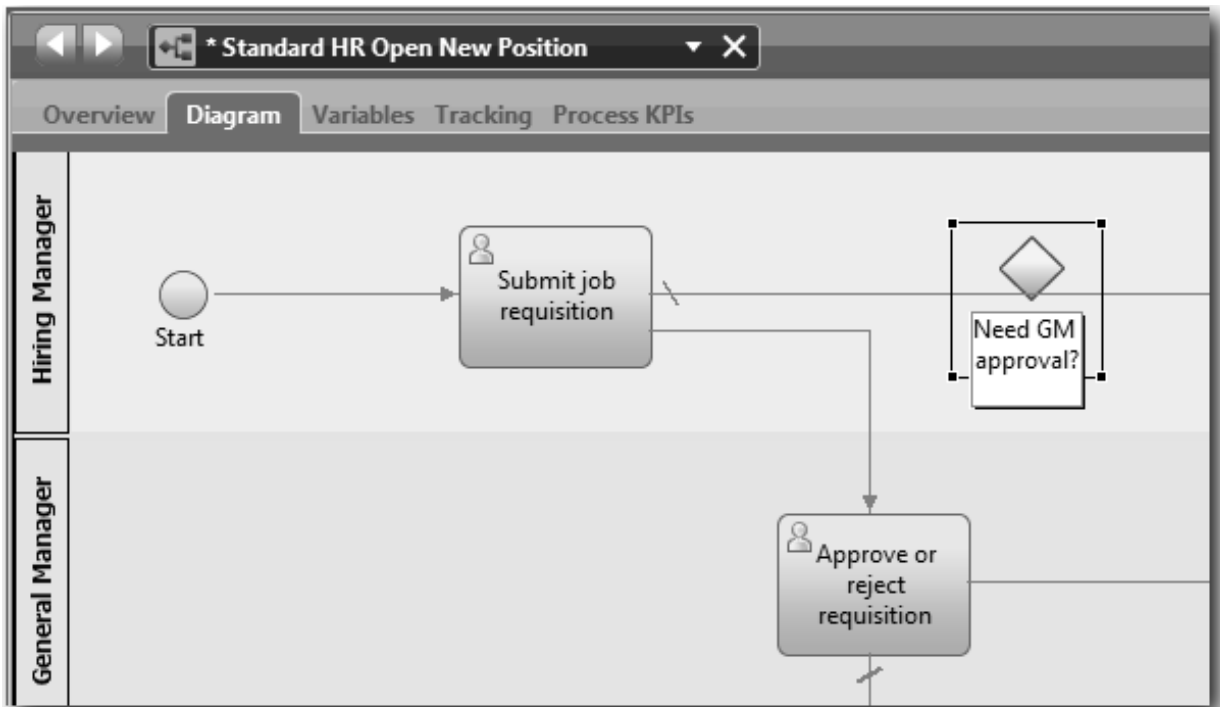 * Standard HR Open New Position
Overview Diagram Variables Tracking Process KPIs
Hiring Manager
Start
Submit job
requisition
Need GM
approval?
General Manager
Approve or
reject
requisition